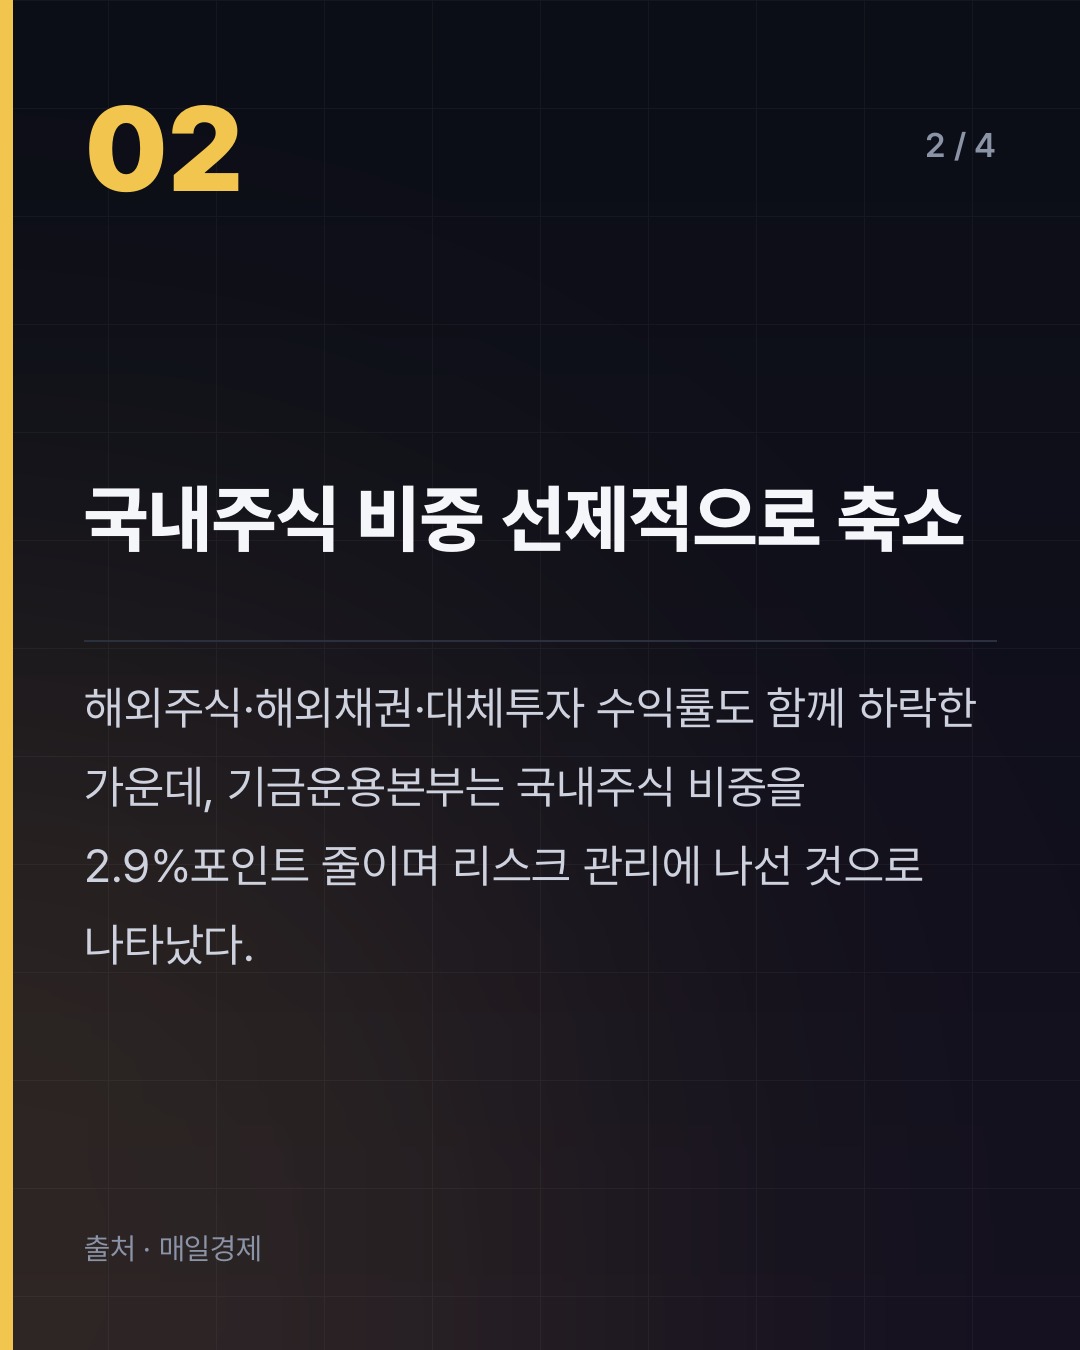 02
2 / 4
국내주식 비중 선제적으로 축소
해외주식·해외채권·대체투자 수익률도 함께 하락한
가운데, 기금운용본부는 국내주식 비중을
2.9%포인트 줄이며 리스크 관리에 나선 것으로
나타났다.
출처 · 매일경제